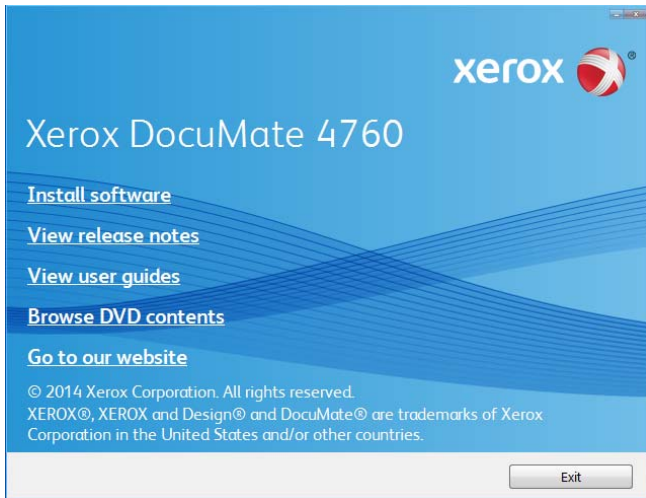 xerox ®
Xerox DocuMate 4760
Install software
View release notes
View user guides
Browse DVD contents
Go to our website
© 2014 Xerox Corporation. All rights reserved.
XEROX®, XEROX and Design® and DocuMate® are trademarks of Xerox
Corporation in the United States and/or other countries.
Exit